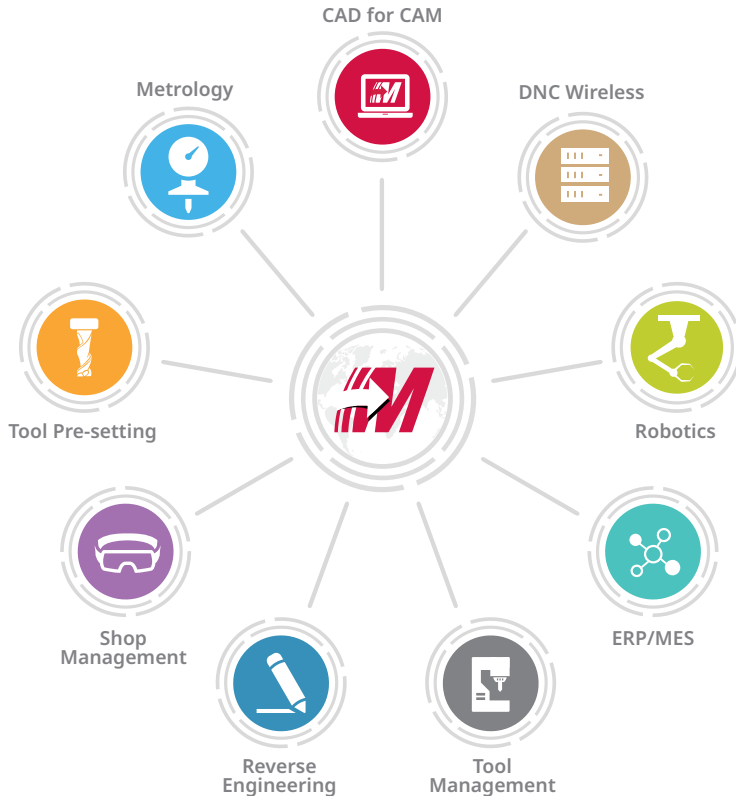 CAD for CAM
Metrology
DNC Wireless
Tool Pre-setting
Robotics
Shop
Management
ERP/MES
Reverse
Engineering
Tool
Management